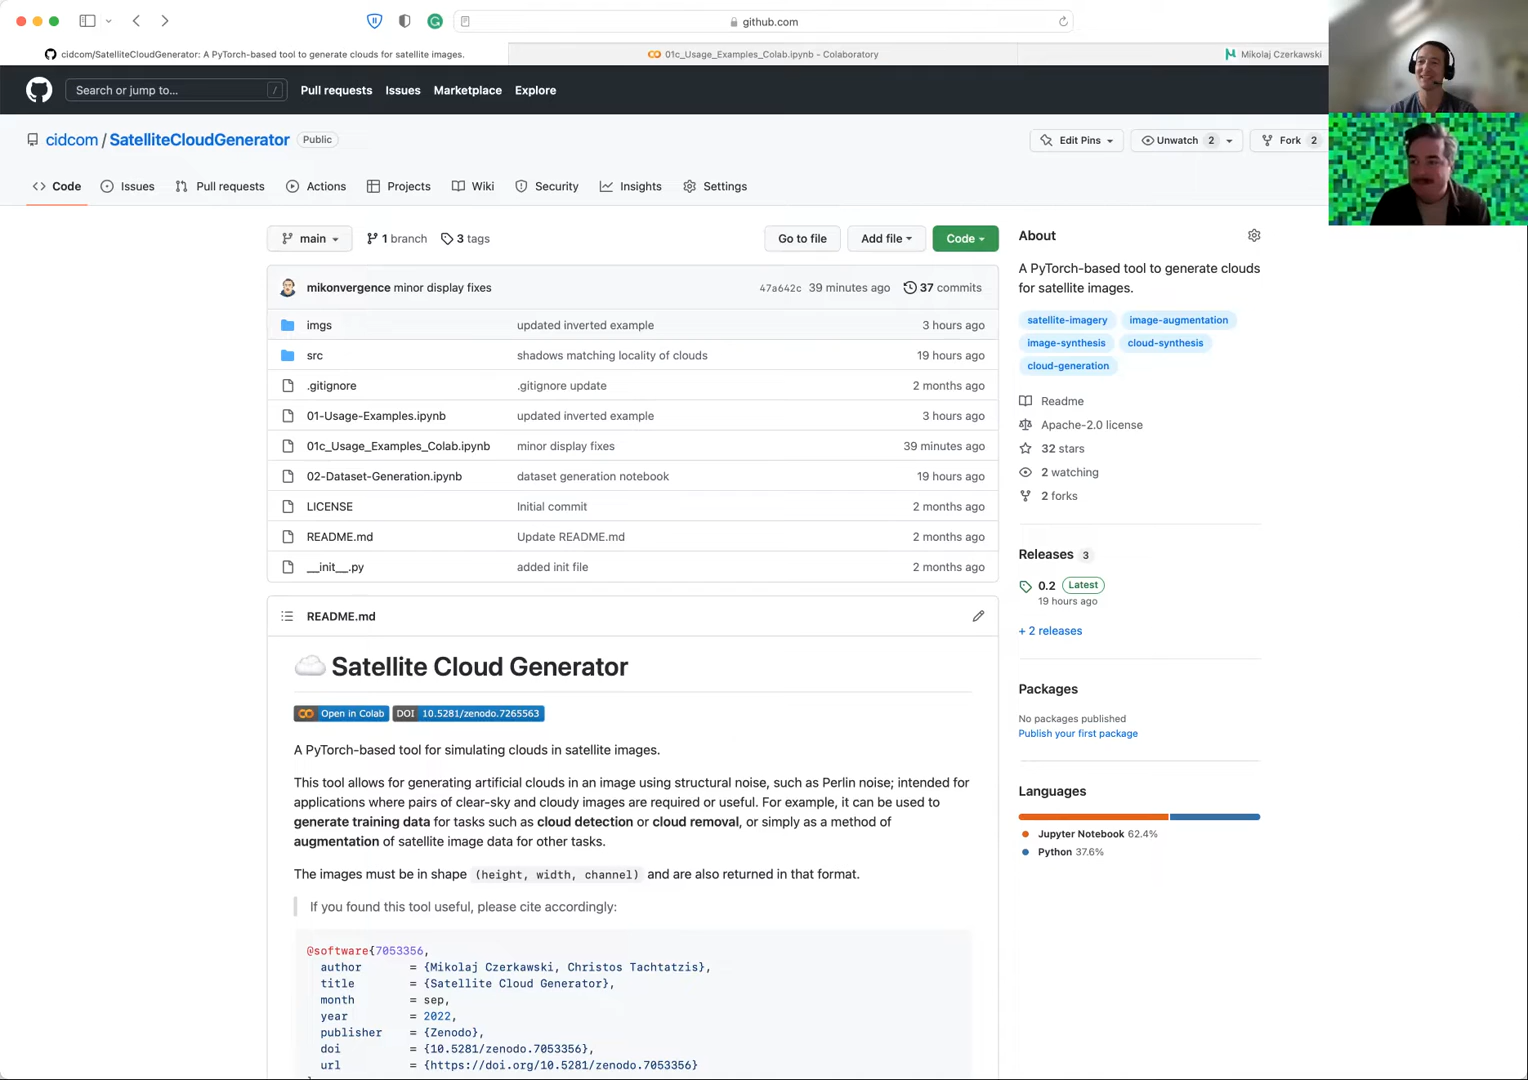 github.com
cidcom/SatelliteCloudGenerator: A PyTorch-based tool to generate clouds for satellite images.
01c_Usage_Examples_Colab.ipynb - Colaboratory
Mikolaj Czerkawski
Search or jump to... /
Pull requests Issues Marketplace Explore
cidcom / SatelliteCloudGenerator Public
Edit Pins Unwatch 2 Fork 2
Code Issues Pull requests Actions Projects Wiki Security Insights Settings
main 1 branch 3 tags Go to file Add file Code
mikonvergence minor display fixes 47a642c 39 minutes ago 37 commits
imgs updated inverted example 3 hours ago
src shadows matching locality of clouds 19 hours ago
.gitignore .gitignore update 2 months ago
01-Usage-Examples.ipynb updated inverted example 3 hours ago
01c_Usage_Examples_Colab.ipynb minor display fixes 39 minutes ago
02-Dataset-Generation.ipynb dataset generation notebook 19 hours ago
LICENSE Initial commit 2 months ago
README.md Update README.md 2 months ago
__init__.py added init file 2 months ago
README.md
Satellite Cloud Generator
Open in Colab DOI 10.5281/zenodo.7265563
A PyTorch-based tool for simulating clouds in satellite images.
This tool allows for generating artificial clouds in an image using structural noise, such as Perlin noise; intended for
applications where pairs of clear-sky and cloudy images are required or useful. For example, it can be used to
generate training data for tasks such as cloud detection or cloud removal, or simply as a method of
augmentation of satellite image data for other tasks.
The images must be in shape (height, width, channel) and are also returned in that format.
If you found this tool useful, please cite accordingly:
@software{7053356,
author = {Mikolaj Czerkawski, Christos Tachtatzis},
title = {Satellite Cloud Generator},
month = sep,
year = 2022,
publisher = {Zenodo},
doi = {10.5281/zenodo.7053356},
url = {https://doi.org/10.5281/zenodo.7053356}
About
A PyTorch-based tool to generate clouds
for satellite images.
satellite-imagery image-augmentation
image-synthesis cloud-synthesis
cloud-generation
Readme
Apache-2.0 license
32 stars
2 watching
2 forks
Releases 3
0.2 Latest
19 hours ago
+ 2 releases
Packages
No packages published
Publish your first package
Languages
Jupyter Notebook 62.4%
Python 37.6%